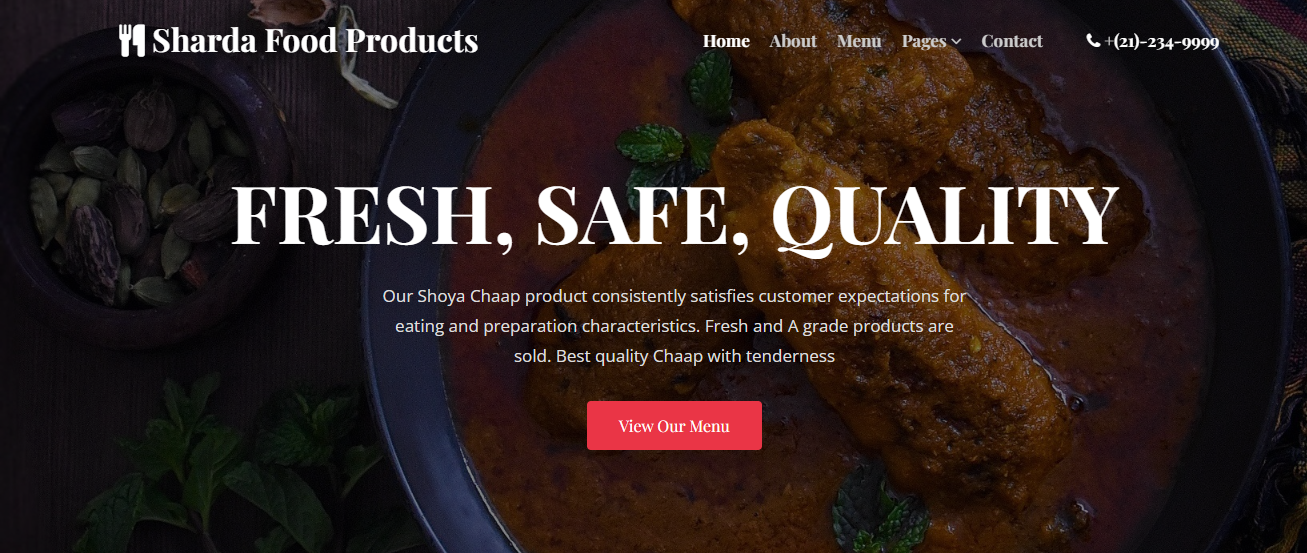 Sharda Food Products
Home About Menu Pages Contact +(21)-234-9999
FRESH, SAFE, QUALITY
Our Shoya Chaap product consistently satisfies customer expectations for
eating and preparation characteristics. Fresh and A grade products are
sold. Best quality Chaap with tenderness
View Our Menu